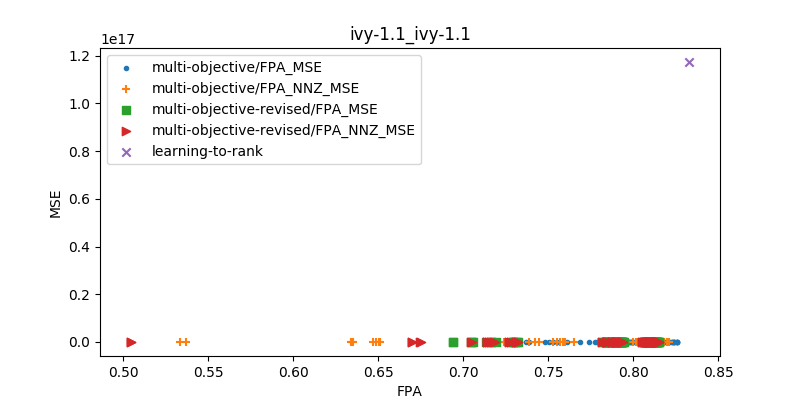 ivy-1.1_ivy-1.1
1e17
multi-objective/FPA_MSE
multi-objective/FPA_NNZ_MSE
multi-objective-revised/FPA_MSE
multi-objective-revised/FPA_NNZ_MSE
learning-to-rank
MSE
1.2
1.0
0.8
0.6
0.4
0.2
0.0
0.50 0.55 0.60 0.65 0.70 0.75 0.80 0.85
FPA